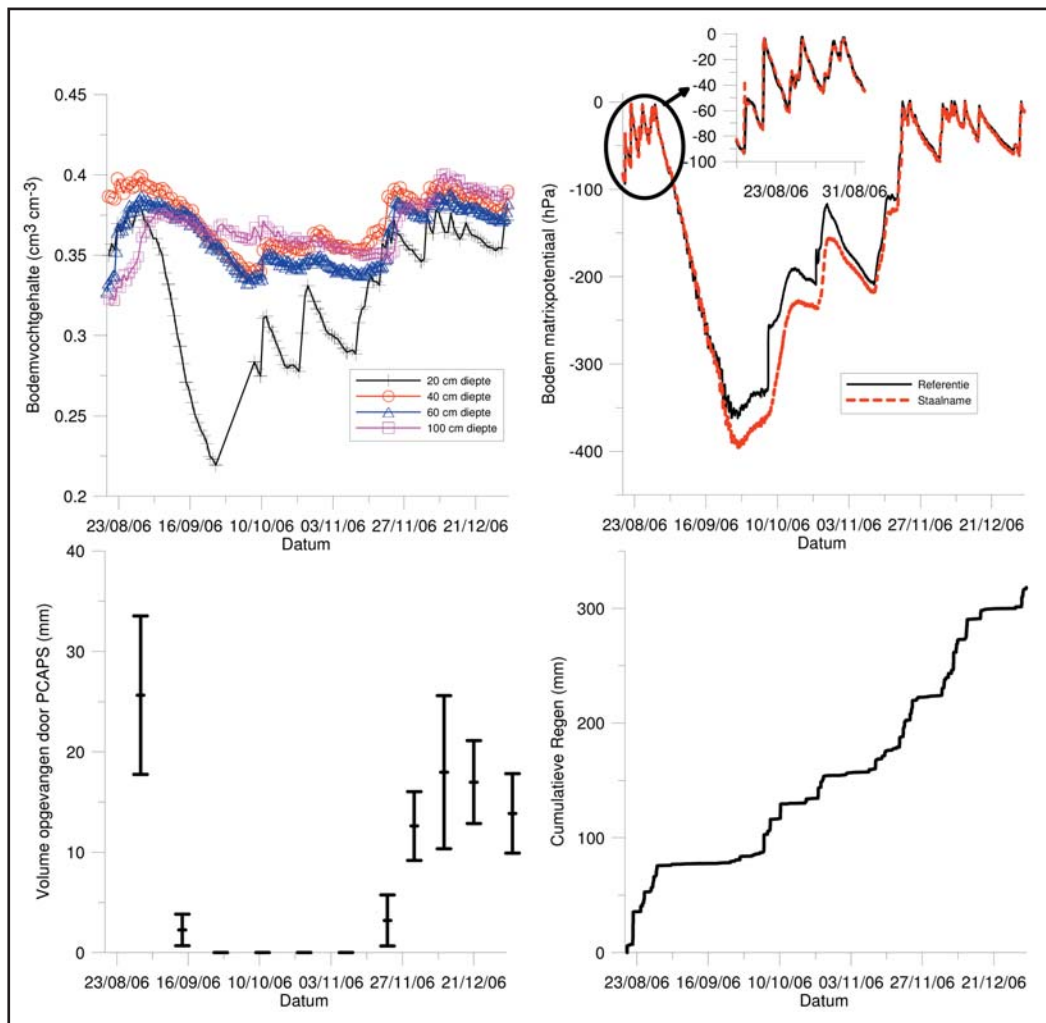 0.45
0.4
0.35
0.3
0.25
0.2
Bodemvochtgehalte (cm3 cm-3)
20 cm diepte
40 cm diepte
60 cm diepte
100 cm diepte
23/08/06 16/09/06 10/10/06 03/11/06 27/11/06 21/12/06
Datum
0
-20
-40
-60
-80
-100
23/08/06 31/08/06
0
-100
-200
-300
-400
Bodem matrixpotentiaal (hPa)
Referentie
Staalname
23/08/06 16/09/06 10/10/06 03/11/06 27/11/06 21/12/06
Datum
40
30
20
10
0
Volume opgevangen door PCAPS (mm)
23/08/06 16/09/06 10/10/06 03/11/06 27/11/06 21/12/06
Datum
300
200
100
0
Cumulatieve Regen (mm)
23/08/06 16/09/06 10/10/06 03/11/06 27/11/06 21/12/06
Datum